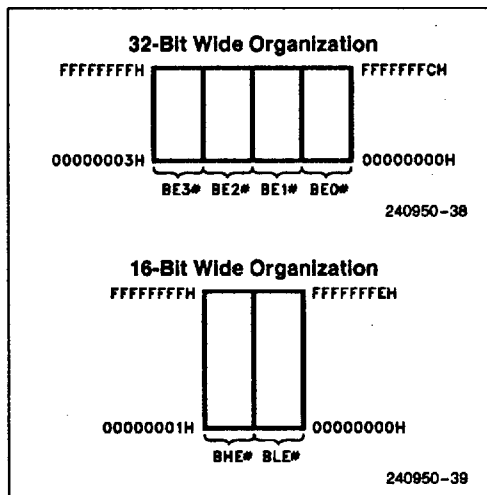 32-Bit Wide Organization
FFFFFFFFH FFFFFFFCH
00000003H 00000000H
BE3# BE2# BE1# BE0#
240950-38
16-Bit Wide Organization
FFFFFFFFH FFFFFFFEH
00000001H 00000000H
BHE# BLE#
240950-39